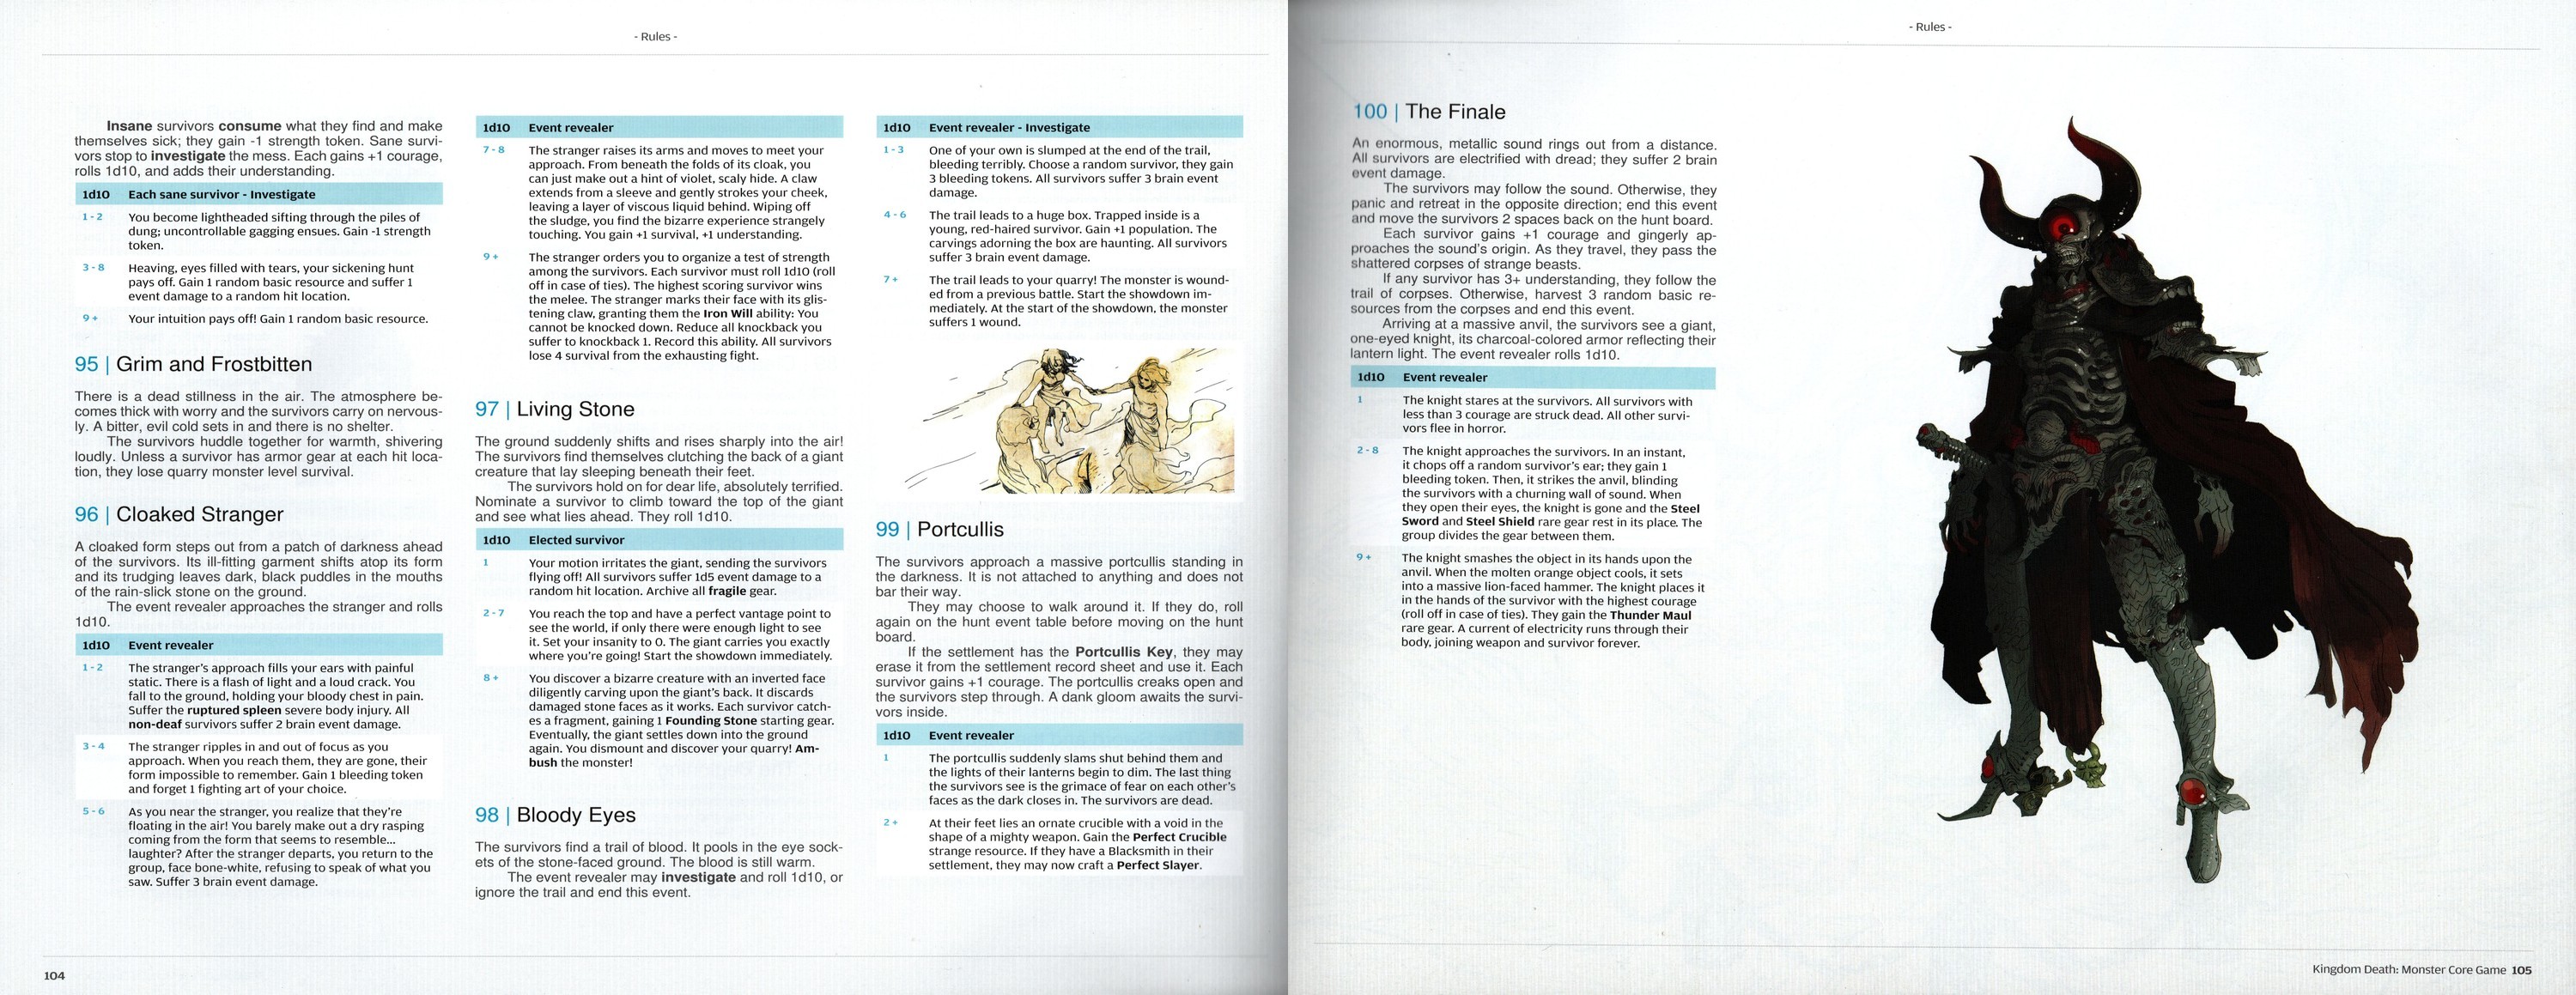 - Rules -
Insane survivors consume what they find and make
themselves sick; they gain -1 strength token. Sane survi-
vors stop to investigate the mess. Each gains +1 courage,
rolls 1d10, and adds their understanding.
1d10 Each sane survivor - Investigate
1 - 2 You become lightheaded sifting through the piles of
dung; uncontrollable gagging ensues. Gain -1 strength
token.
3 - 8 Heaving, eyes filled with tears, your sickening hunt
pays off. Gain 1 random basic resource and suffer 1
event damage to a random hit location.
9 + Your intuition pays off! Gain 1 random basic resource.
95 | Grim and Frostbitten
There is a dead stillness in the air. The atmosphere be-
comes thick with worry and the survivors carry on nervous-
ly. A bitter, evil cold sets in and there is no shelter.
The survivors huddle together for warmth, shivering
loudly. Unless a survivor has armor gear at each hit loca-
tion, they lose quarry monster level survival.
96 | Cloaked Stranger
A cloaked form steps out from a patch of darkness ahead
of the survivors. Its ill-fitting garment shifts atop its form
and its trudging leaves dark, black puddles in the mouths
of the rain-slick stone on the ground.
The event revealer approaches the stranger and rolls
1d10.
1d10 Event revealer
1 - 2 The stranger's approach fills your ears with painful
static. There is a flash of light and a loud crack. You
fall to the ground, holding your bloody chest in pain.
Suffer the ruptured spleen severe body injury. All
non-deaf survivors suffer 2 brain event damage.
3 - 4 The stranger ripples in and out of focus as you
approach. When you reach them, they are gone, their
form impossible to remember. Gain 1 bleeding token
and forget 1 fighting art of your choice.
5 - 6 As you near the stranger, you realize that they're
floating in the air! You barely make out a dry rasping
coming from the form that seems to resemble...
laughter? After the stranger departs, you return to the
group, face bone-white, refusing to speak of what you
saw. Suffer 3 brain event damage.
1d10 Event revealer
7 - 8 The stranger raises its arms and moves to meet your
approach. From beneath the folds of its cloak, you
can just make out a hint of violet, scaly hide. A claw
extends from a sleeve and gently strokes your cheek,
leaving a layer of viscous liquid behind. Wiping off
the sludge, you find the bizarre experience strangely
touching. You gain +1 survival, +1 understanding.
9 + The stranger orders you to organize a test of strength
among the survivors. Each survivor must roll 1d10 (roll
off in case of ties). The highest scoring survivor wins
the melee. The stranger marks their face with its glis-
tening claw, granting them the Iron Will ability: You
cannot be knocked down. Reduce all knockback you
suffer to knockback 1. Record this ability. All survivors
lose 4 survival from the exhausting fight.
97 | Living Stone
The ground suddenly shifts and rises sharply into the air!
The survivors find themselves clutching the back of a giant
creature that lay sleeping beneath their feet.
The survivors hold on for dear life, absolutely terrified.
Nominate a survivor to climb toward the top of the giant
and see what lies ahead. They roll 1d10.
1d10 Elected survivor
1 Your motion irritates the giant, sending the survivors
flying off! All survivors suffer 1d5 event damage to a
random hit location. Archive all fragile gear.
2 - 7 You reach the top and have a perfect vantage point to
see the world, if only there were enough light to see
it. Set your insanity to 0. The giant carries you exactly
where you're going! Start the showdown immediately.
8 + You discover a bizarre creature with an inverted face
diligently carving upon the giant's back. It discards
damaged stone faces as it works. Each survivor catch-
es a fragment, gaining 1 Founding Stone starting gear.
Eventually, the giant settles down into the ground
again. You dismount and discover your quarry! Am-
bush the monster!
98 | Bloody Eyes
The survivors find a trail of blood. It pools in the eye sock-
ets of the stone-faced ground. The blood is still warm.
The event revealer may investigate and roll 1d10, or
ignore the trail and end this event.
1d10 Event revealer - Investigate
1 - 3 One of your own is slumped at the end of the trail,
bleeding terribly. Choose a random survivor, they gain
3 bleeding tokens. All survivors suffer 3 brain event
damage.
4 - 6 The trail leads to a huge box. Trapped inside is a
young, red-haired survivor. Gain +1 population. The
carvings adorning the box are haunting. All survivors
suffer 3 brain event damage.
7 + The trail leads to your quarry! The monster is wound-
ed from a previous battle. Start the showdown im-
mediately. At the start of the showdown, the monster
suffers 1 wound.
99 | Portcullis
The survivors approach a massive portcullis standing in
the darkness. It is not attached to anything and does not
bar their way.
They may choose to walk around it. If they do, roll
again on the hunt event table before moving on the hunt
board.
If the settlement has the Portcullis Key, they may
erase it from the settlement record sheet and use it. Each
survivor gains +1 courage. The portcullis creaks open and
the survivors step through. A dank gloom awaits the survi-
vors inside.
1d10 Event revealer
1 The portcullis suddenly slams shut behind them and
the lights of their lanterns begin to dim. The last thing
the survivors see is the grimace of fear on each other's
faces as the dark closes in. The survivors are dead.
2 + At their feet lies an ornate crucible with a void in the
shape of a mighty weapon. Gain the Perfect Crucible
strange resource. If they have a Blacksmith in their
settlement, they may now craft a Perfect Slayer.
104
- Rules -
100 | The Finale
An enormous, metallic sound rings out from a distance.
All survivors are electrified with dread; they suffer 2 brain
event damage.
The survivors may follow the sound. Otherwise, they
panic and retreat in the opposite direction; end this event
and move the survivors 2 spaces back on the hunt board.
Each survivor gains +1 courage and gingerly ap-
proaches the sound's origin. As they travel, they pass the
shattered corpses of strange beasts.
If any survivor has 3+ understanding, they follow the
trail of corpses. Otherwise, harvest 3 random basic re-
sources from the corpses and end this event.
Arriving at a massive anvil, the survivors see a giant,
one-eyed knight, its charcoal-colored armor reflecting their
lantern light. The event revealer rolls 1d10.
1d10 Event revealer
1 The knight stares at the survivors. All survivors with
less than 3 courage are struck dead. All other survi-
vors flee in horror.
2 - 8 The knight approaches the survivors. In an instant,
it chops off a random survivor's ear; they gain 1
bleeding token. Then, it strikes the anvil, blinding
the survivors with a churning wall of sound. When
they open their eyes, the knight is gone and the Steel
Sword and Steel Shield rare gear rest in its place. The
group divides the gear between them.
9 + The knight smashes the object in its hands upon the
anvil. When the molten orange object cools, it sets
into a massive lion-faced hammer. The knight places it
in the hands of the survivor with the highest courage
(roll off in case of ties). They gain the Thunder Maul
rare gear. A current of electricity runs through their
body, joining weapon and survivor forever.
Kingdom Death: Monster Core Game 105